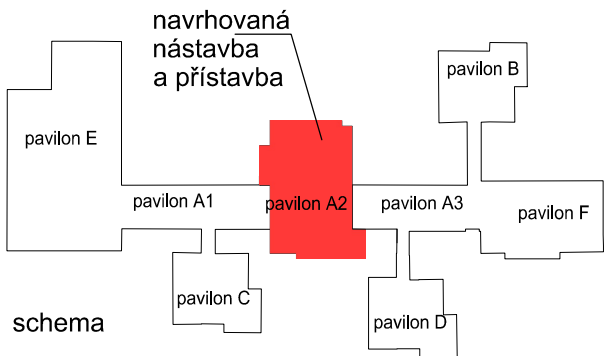 navrhovaná
nástavba
a přístavba
pavilon B
pavilon E
pavilon A1
pavilon A2
pavilon A3
pavilon F
pavilon C
pavilon D
schema